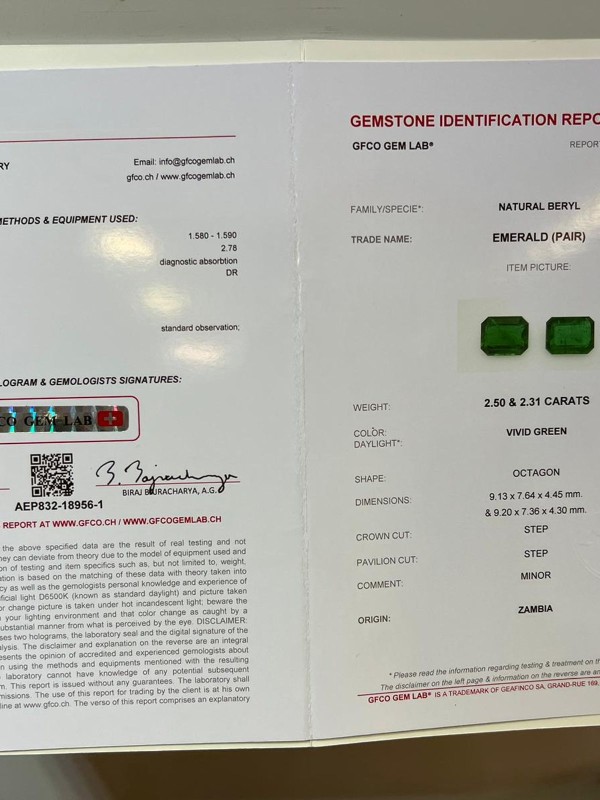 RY
Email: info@gfcogemlab.ch
gfco.ch / www.gfcogemlab.ch
METHODS & EQUIPMENT USED:
1.580 - 1.590
2.78
diagnostic absorbtion
DR
standard observation;
LOGRAM & GEMOLOGISTS SIGNATURES:
CO GEM LAB
BIRAJ BAJRACHARYA, A.G.
AEP832-18956-1
REPORT AT WWW.GFCO.CH / WWW.GFCOGEMLAB.CH
the above specified data are the result of real testing and not
hey can deviate from theory due to the model of equipment used and
on of testing and item specifics such as, but not limited to, weight,
ation is based on the matching of these data with theory taken into
cy as well as the gemologists personal knowledge and experience of
ificial light D6500K (known as standard daylight) and picture taken
or change picture is taken under hot incandescent light; beware the
your lighting environment and that color change as caught by a
substantial manner from what is perceived by the eye. DISCLAIMER:
ses two holograms, the laboratory seal and the digital signature of the
alysis. The disclaimer and explanation on the reverse are an integral
esents the opinion of accredited and experienced gemologists about
n using the methods and equipments mentioned with the resulting
laboratory cannot have knowledge of any potential subsequent
m. This report is issued without any guarantees. The laboratory shall
missions. The use of this report for trading by the client is at his own
line at www.gfco.ch. The verso of this report comprises an explanatory
GEMSTONE IDENTIFICATION REPO
GFCO GEM LAB® REPORT
FAMILY/SPECIE*: NATURAL BERYL
TRADE NAME: EMERALD (PAIR)
ITEM PICTURE:
WEIGHT: 2.50 & 2.31 CARATS
COLOR: VIVID GREEN
DAYLIGHT*:
SHAPE: OCTAGON
DIMENSIONS: 9.13 x 7.64 x 4.45 mm.
& 9.20 x 7.36 x 4.30 mm.
CROWN CUT: STEP
PAVILION CUT: STEP
COMMENT: MINOR
ORIGIN: ZAMBIA
* Please read the information regarding testing & treatment on th
The disclaimer on the left page & information on the reverse are an
GFCO GEM LAB® IS A TRADEMARK OF GEAFINCO SA, GRAND-RUE 169,